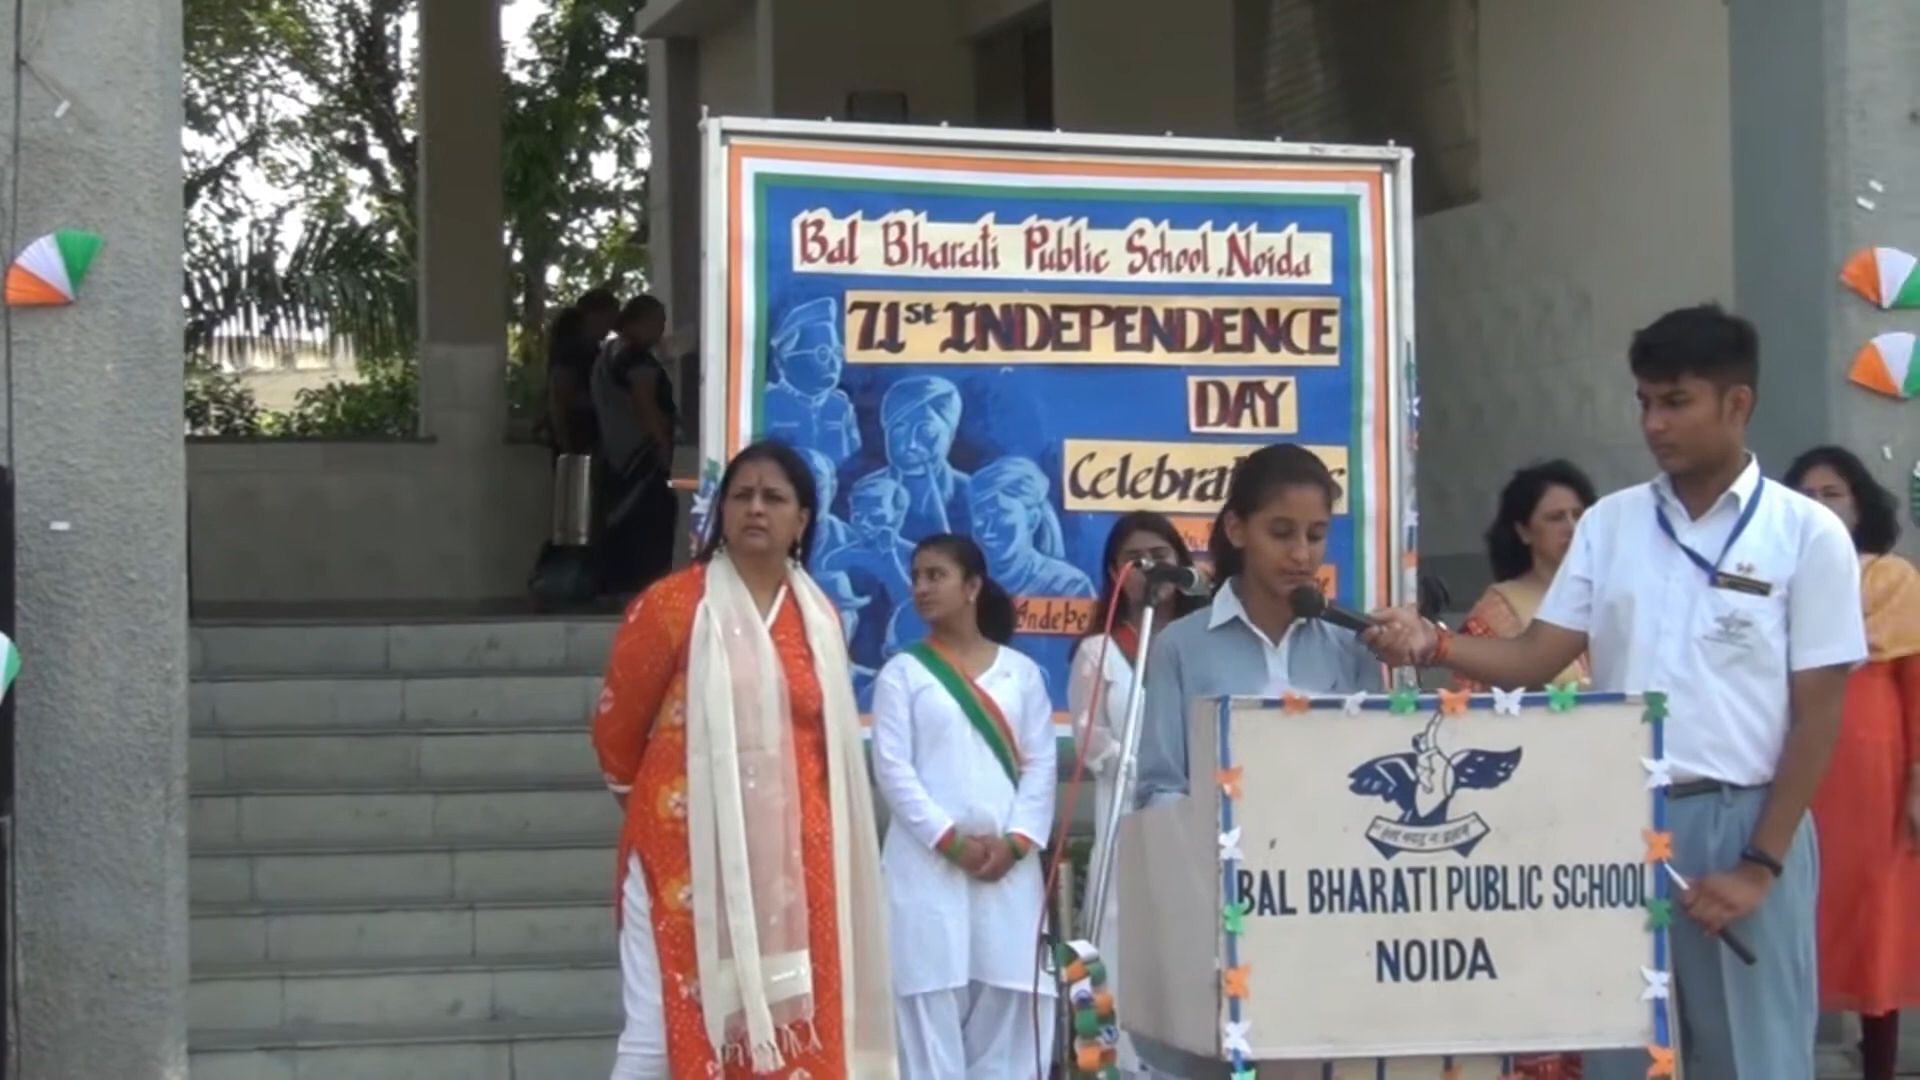 Bal Bharati Public School, Noida
71st INDEPENDENCE
DAY
BAL BHARATI PUBLIC SCHOOL
NOIDA